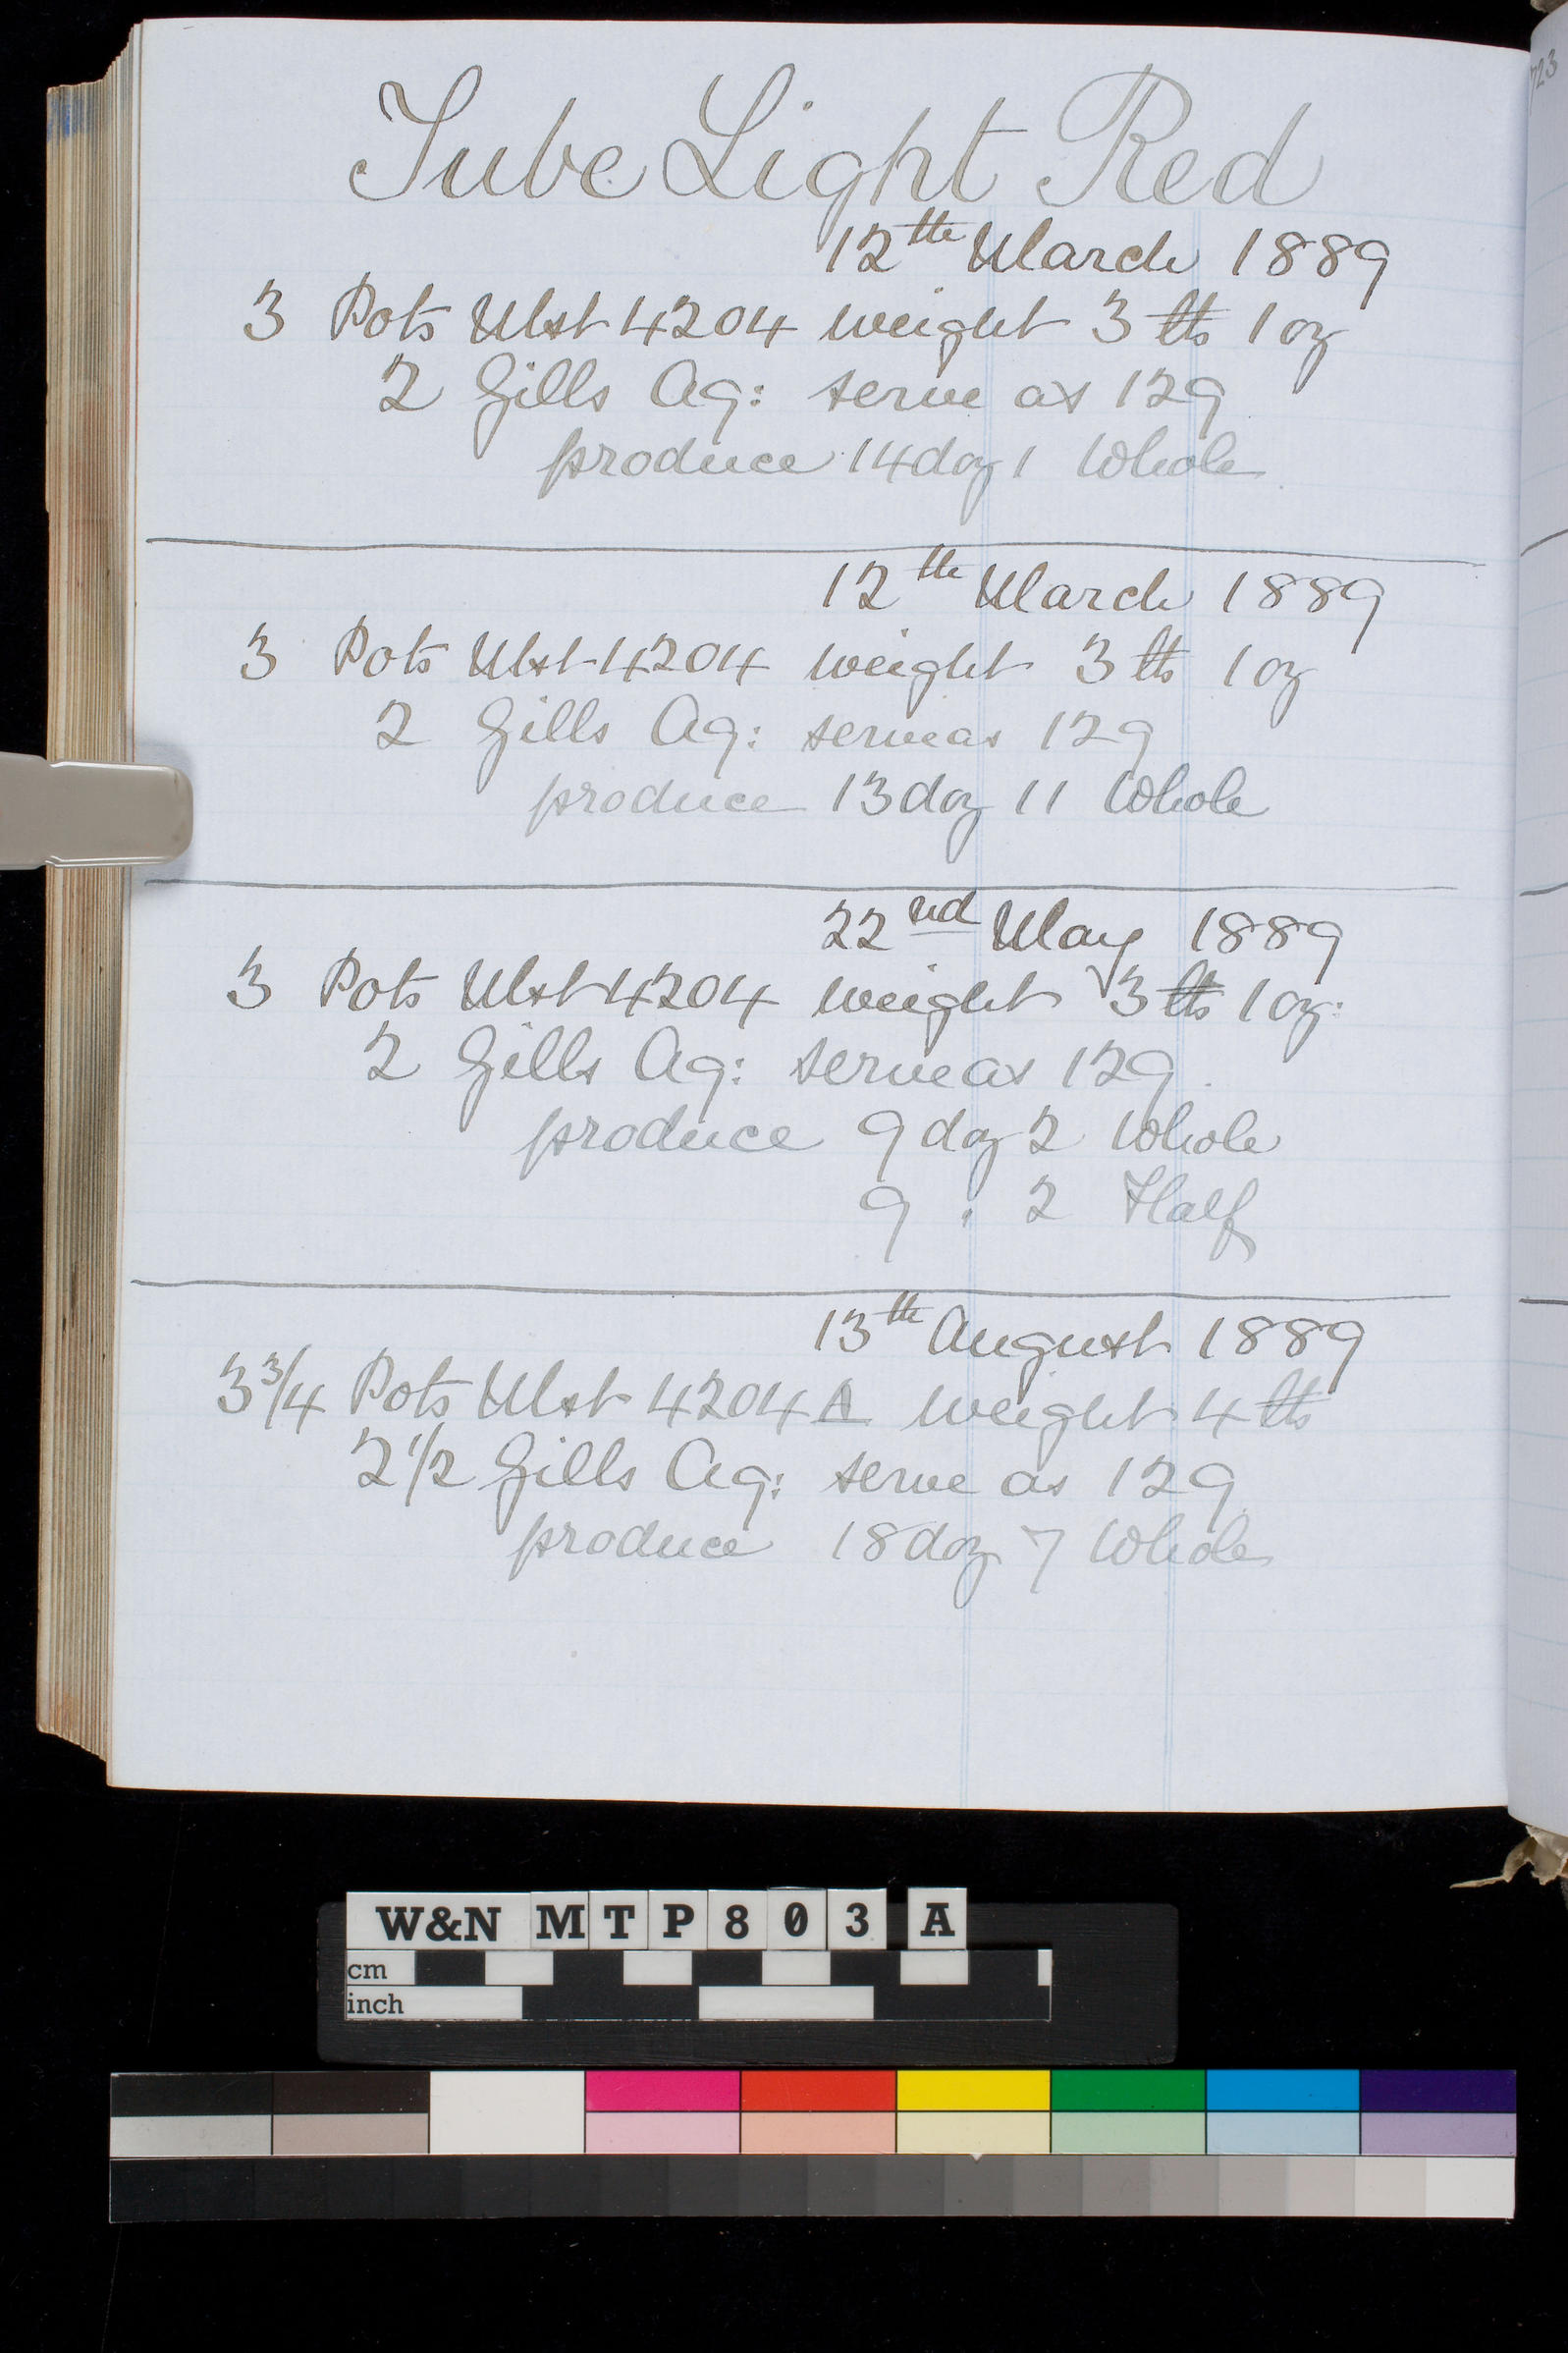 Tube Light Red
12th March 1889
3 Pots Mst 4204 weight 3 lbs 1 oz
2 Gills Aq: serve as 129
produce 14 doz 1 Whole
12th March 1889
3 Pots Mst 4204 weight 3 lbs 1 oz
2 Gills Aq: serve as 129
produce 13 doz 11 Whole
22nd May 1889
3 Pots Mst 4204 weight 3 lbs 1 oz:
2 Gills Aq: serve as 129
produce 9 doz 2 Whole
9 : 2 Half
13th August 1889
3 3/4 Pots Mst 4204 A weight 4 lbs
2 1/2 Gills Aq: serve as 129
produce 18 doz 7 Whole
W&N MTP803 A
cm
inch